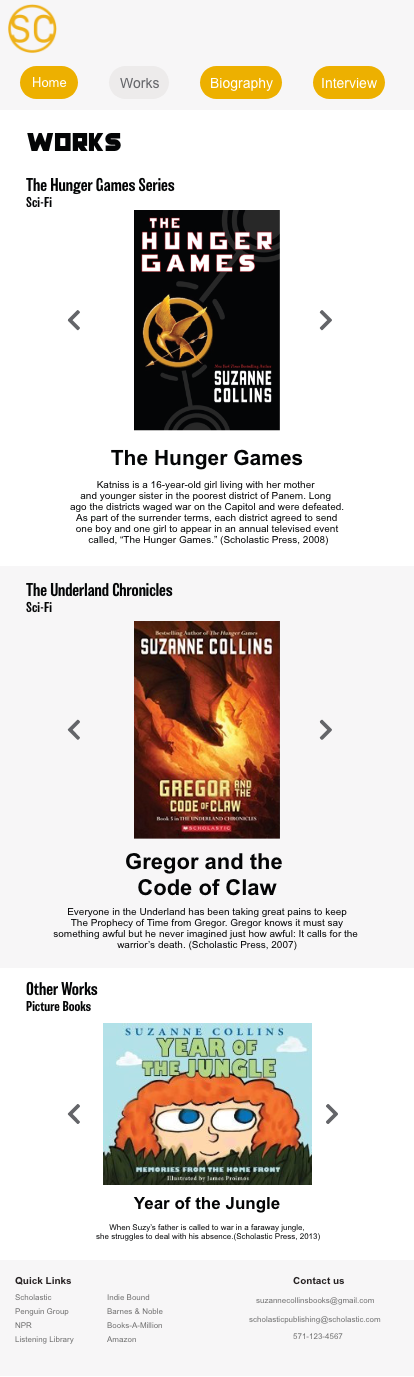 SC
Home Works Biography Interview
WORKS
The Hunger Games Series
Sci-Fi
THE
HUNGER
GAMES
SUZANNE
COLLINS
The Hunger Games
Katniss is a 16-year-old girl living with her mother
and younger sister in the poorest district of Panem. Long
ago the districts waged war on the Capitol and were defeated.
As part of the surrender terms, each district agreed to send
one boy and one girl to appear in an annual televised event
called, “The Hunger Games.” (Scholastic Press, 2008)
The Underland Chronicles
Sci-Fi
Bestselling Author of The Hunger Games
SUZANNE COLLINS
GREGOR AND THE
CODE OF CLAW
Book 5 in THE UNDERLAND CHRONICLES
SCHOLASTIC
Gregor and the
Code of Claw
Everyone in the Underland has been taking great pains to keep
The Prophecy of Time from Gregor. Gregor knows it must say
something awful but he never imagined just how awful: It calls for the
warrior’s death. (Scholastic Press, 2007)
Other Works
Picture Books
SUZANNE COLLINS
YEAR OF
THE JUNGLE
MEMORIES FROM THE HOME FRONT
Illustrated by James Proimos
Year of the Jungle
When Suzy’s father is called to war in a faraway jungle,
she struggles to deal with his absence.(Scholastic Press, 2013)
Quick Links
Scholastic
Penguin Group
NPR
Listening Library
Indie Bound
Barnes & Noble
Books-A-Million
Amazon
Contact us
suzannecollinsbooks@gmail.com
scholasticpublishing@scholastic.com
571-123-4567